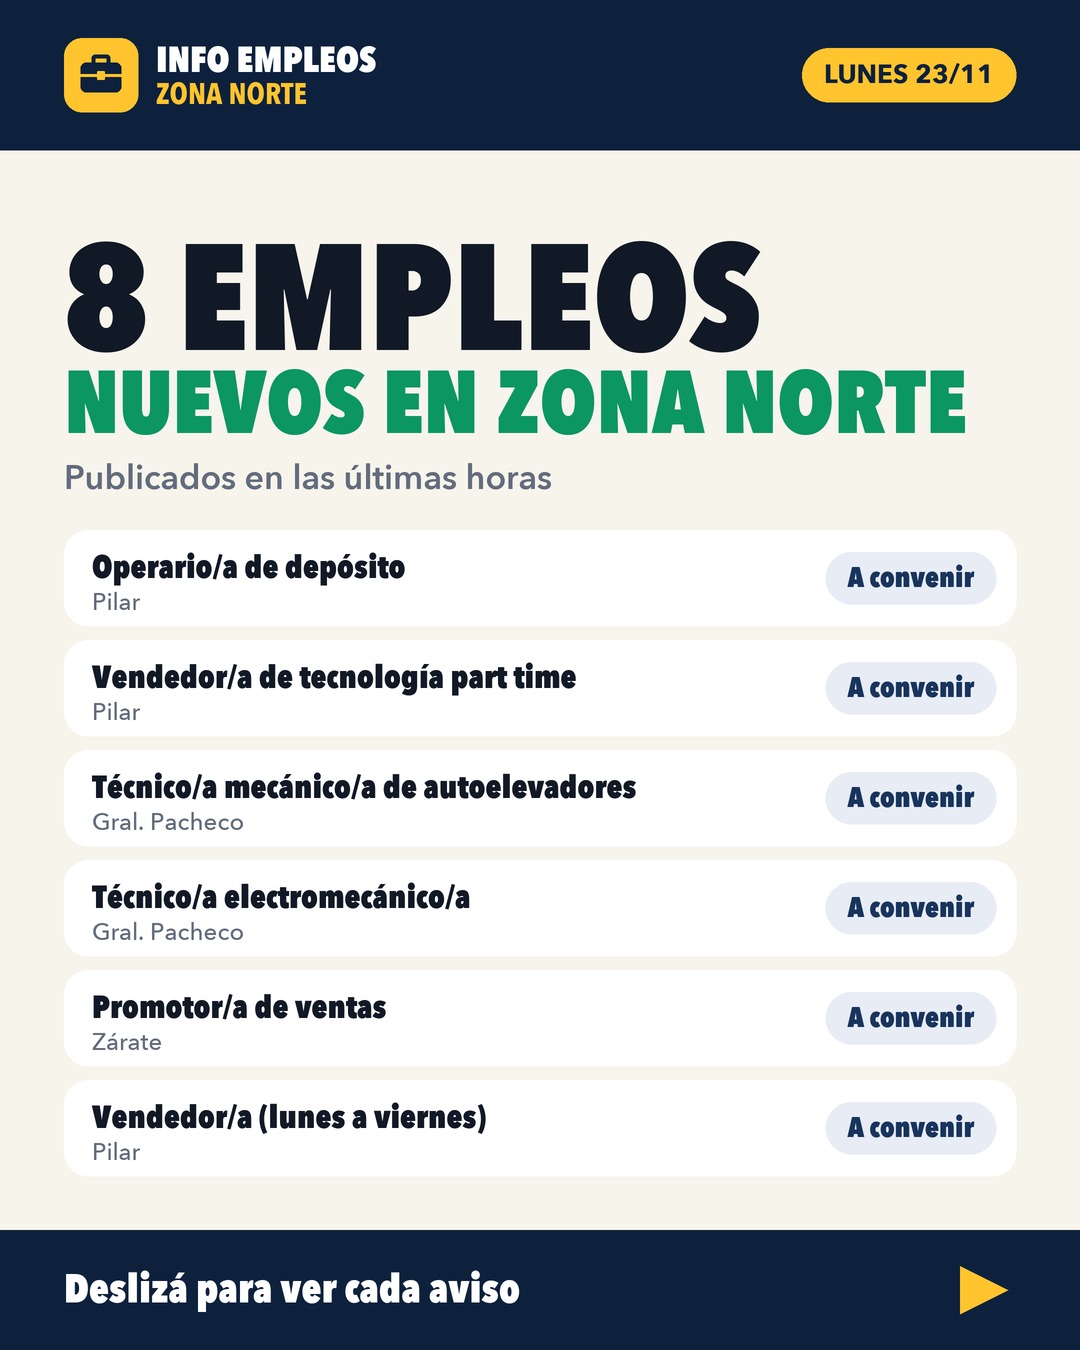 INFO EMPLEOS
ZONA NORTE
LUNES 23/11
8 EMPLEOS
NUEVOS EN ZONA NORTE
Publicados en las últimas horas
Operario/a de depósito
Pilar
A convenir
Vendedor/a de tecnología part time
Pilar
A convenir
Técnico/a mecánico/a de autoelevadores
Gral. Pacheco
A convenir
Técnico/a electromecánico/a
Gral. Pacheco
A convenir
Promotor/a de ventas
Zárate
A convenir
Vendedor/a (lunes a viernes)
Pilar
A convenir
Deslizá para ver cada aviso